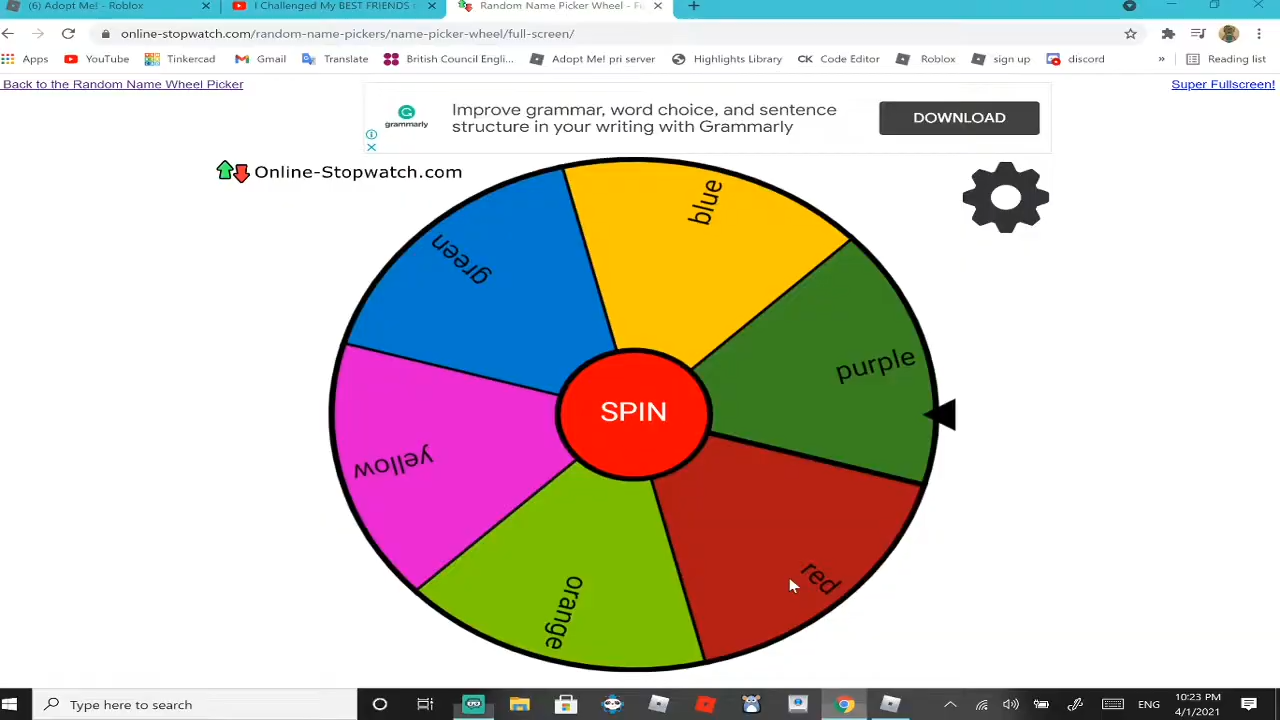 (6) Adopt Me! - Roblox
I Challenged My BEST FRIENDS
Random Name Picker Wheel - Fu
online-stopwatch.com/random-name-pickers/name-picker-wheel/full-screen/
Apps YouTube Tinkercad Gmail Translate British Council Engl... Adopt Me! pri server Highlights Library CK Code Editor Roblox sign up discord » Reading list
Back to the Random Name Wheel Picker
Super Fullscreen!
grammarly
Improve grammar, word choice, and sentence
structure in your writing with Grammarly
DOWNLOAD
Online-Stopwatch.com
blue
green
purple
SPIN
yellow
red
orange
Type here to search
ENG
10:23 PM
4/1/2021